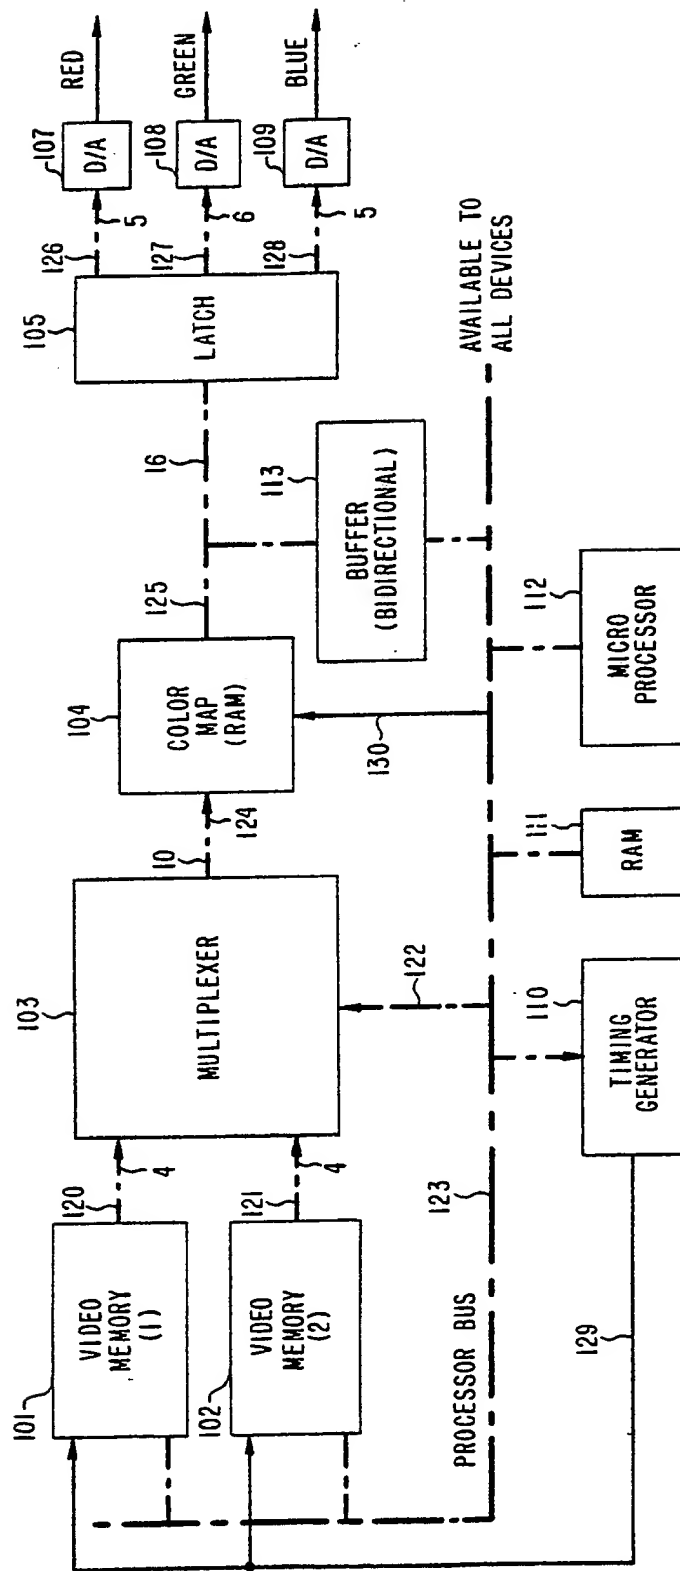 101
VIDEO
MEMORY
(1)
102
VIDEO
MEMORY
(2)
120
4
121
4
103
MULTIPLEXER
122
10
124
104
COLOR
MAP
(RAM)
130
125
16
113
BUFFER
(BIDIRECTIONAL)
105
LATCH
126
5
127
6
128
5
107
D/A
RED
108
D/A
GREEN
109
D/A
BLUE
PROCESSOR BUS
123
AVAILABLE TO
ALL DEVICES
129
110
TIMING
GENERATOR
111
RAM
112
MICRO
PROCESSOR